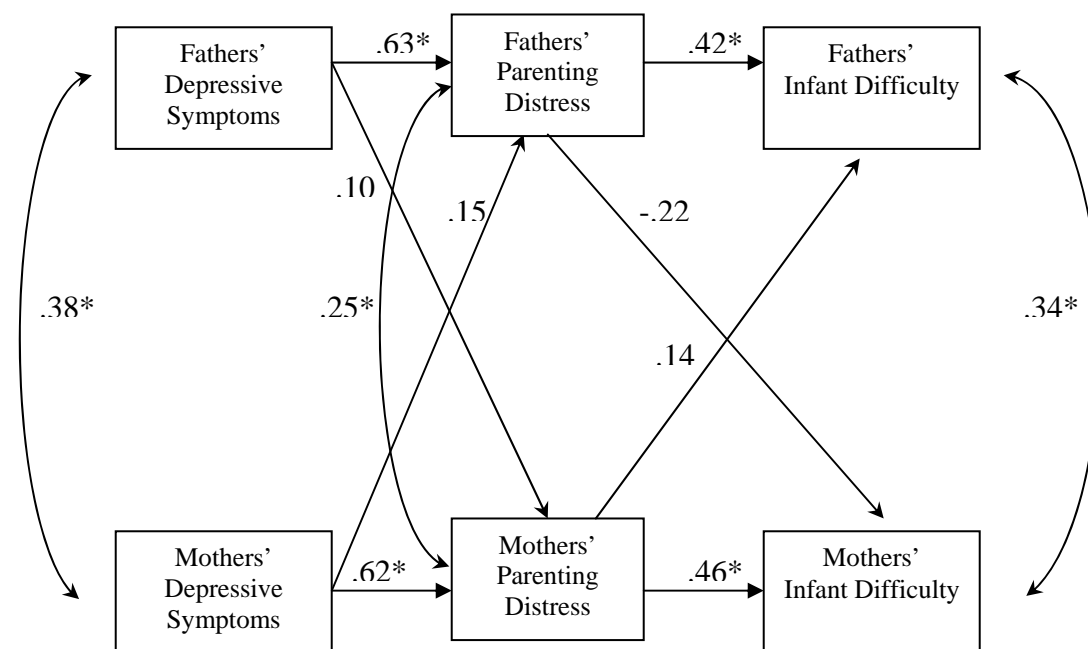 Fathers’
Depressive
Symptoms
.63*
Fathers’
Parenting
Distress
.42*
Fathers’
Infant Difficulty
.10
.15
-.22
.38*
.25*
.14
.34*
Mothers’
Depressive
Symptoms
.62*
Mothers’
Parenting
Distress
.46*
Mothers’
Infant Difficulty